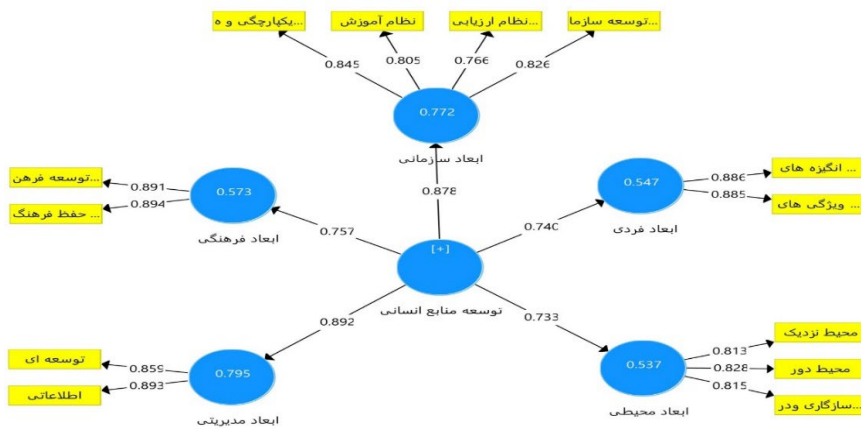 یکپارچگی و ه...
نظام آموزش
نظام ارزیابی...
توسعه سازما...
0.845
0.805
0.766
0.826
0.772
ابعاد سازمانی
0.878
توسعه فرهن...
حفظ فرهنگ ...
0.891
0.894
0.573
ابعاد فرهنگی
0.757
انگیزه های ...
ویژگی های ...
0.886
0.885
0.547
ابعاد فردی
0.740
[+]
توسعه منابع انسانی
0.892
0.733
توسعه ای
اطلاعاتی
0.859
0.893
0.795
ابعاد مدیریتی
محیط نزدیک
محیط دور
سازگاری ودر...
0.813
0.828
0.815
0.537
ابعاد محیطی